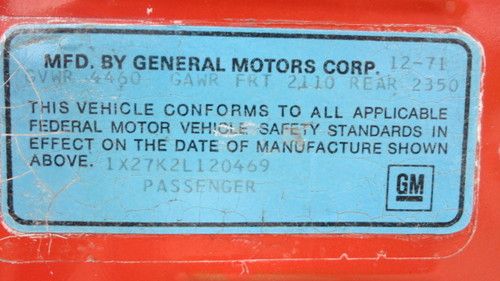 MFD. BY GENERAL MOTORS CORP. 12-71
GVWR 4460 GAWR FRT 2110 REAR 2350
THIS VEHICLE CONFORMS TO ALL APPLICABLE
FEDERAL MOTOR VEHICLE SAFETY STANDARDS IN
EFFECT ON THE DATE OF MANUFACTURE SHOWN
ABOVE. 1X27K2L120469
PASSENGER
GM